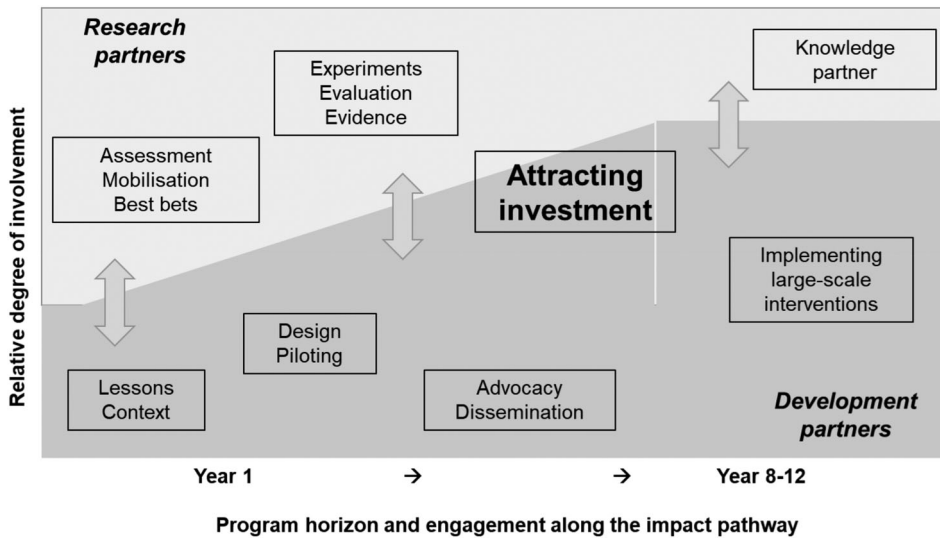 Research
partners
Knowledge
partner
Experiments
Evaluation
Evidence
Assessment
Mobilisation
Best bets
Attracting
investment
Implementing
large-scale
interventions
Design
Piloting
Lessons
Context
Advocacy
Dissemination
Development
partners
Relative degree of involvement
Year 1 → → Year 8-12
Program horizon and engagement along the impact pathway